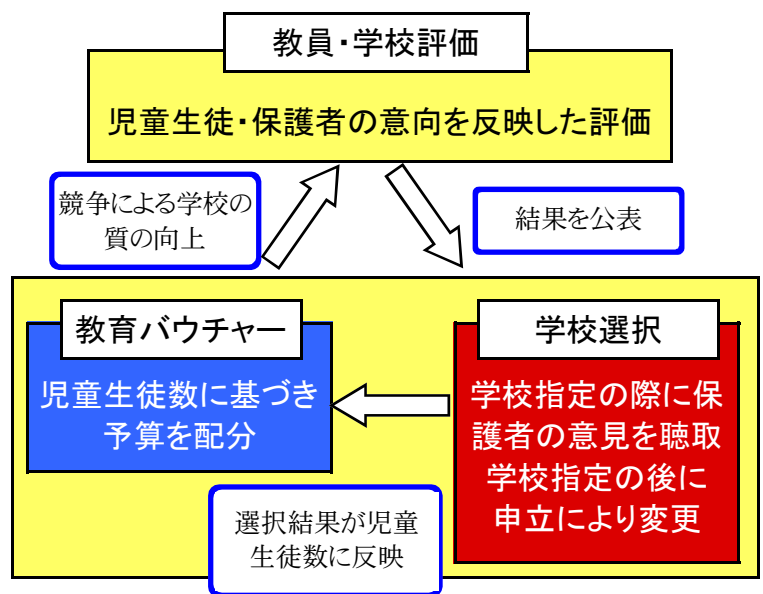 教員・学校評価
児童生徒・保護者の意向を反映した評価
競争による学校の
質の向上
結果を公表
教育バウチャー
児童生徒数に基づき
予算を配分
学校選択
学校指定の際に保
護者の意見を聴取
学校指定の後に
申立により変更
選択結果が児童
生徒数に反映